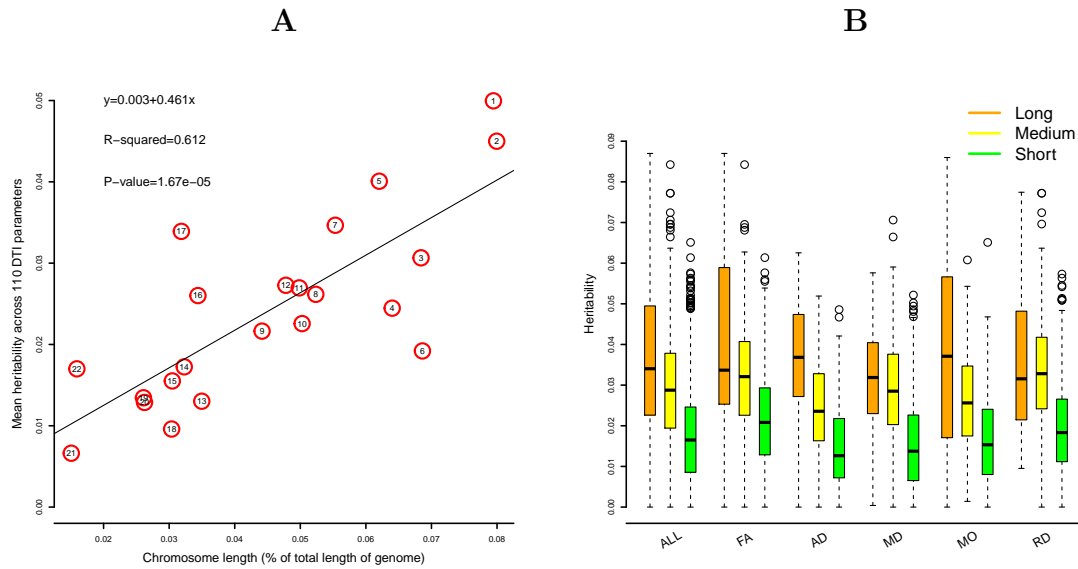 A
B
y=0.003+0.461x
R−squared=0.612
P−value=1.67e−05
Mean heritability across 110 DTI parameters
0.05
0.04
0.03
0.02
0.01
0.00
1
2
5
7
17
3
12
11
8
16
4
10
9
6
22
14
15
19
20
13
18
21
0.02
0.03
0.04
0.05
0.06
0.07
0.08
Chromosome length (% of total length of genome)
Long
Medium
Short
Heritability
0.09
0.08
0.07
0.06
0.05
0.04
0.03
0.02
0.01
0.00
ALL
FA
AD
MD
MO
RD